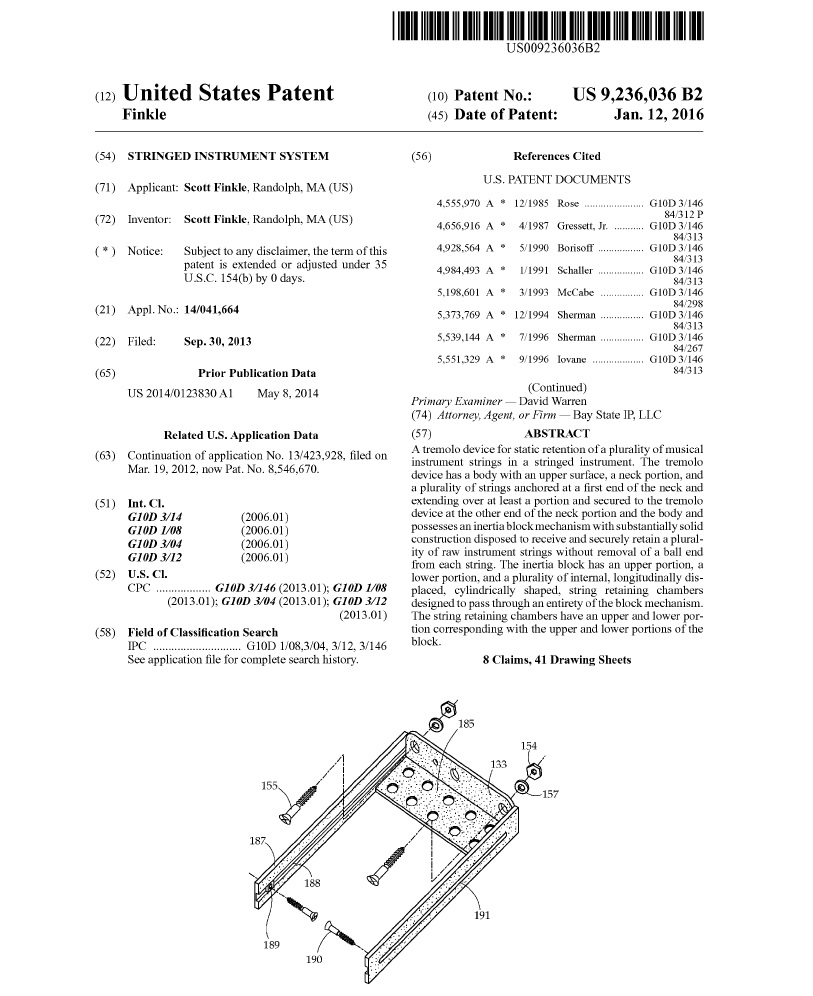 US009236036B2
(12) United States Patent
Finkle
(10) Patent No.: US 9,236,036 B2
(45) Date of Patent: Jan. 12, 2016
(54) STRINGED INSTRUMENT SYSTEM
(71) Applicant: Scott Finkle, Randolph, MA (US)
(72) Inventor: Scott Finkle, Randolph, MA (US)
( * ) Notice: Subject to any disclaimer, the term of this
patent is extended or adjusted under 35
U.S.C. 154(b) by 0 days.
(21) Appl. No.: 14/041,664
(22) Filed: Sep. 30, 2013
(65) Prior Publication Data
US 2014/0123830 A1 May 8, 2014
Related U.S. Application Data
(63) Continuation of application No. 13/423,928, filed on
Mar. 19, 2012, now Pat. No. 8,546,670.
(51) Int. Cl.
G10D 3/14 (2006.01)
G10D 1/08 (2006.01)
G10D 3/04 (2006.01)
G10D 3/12 (2006.01)
(52) U.S. Cl.
CPC .................. G10D 3/146 (2013.01); G10D 1/08
(2013.01); G10D 3/04 (2013.01); G10D 3/12
(2013.01)
(58) Field of Classification Search
IPC ............................. G10D 1/08,3/04, 3/12, 3/146
See application file for complete search history.
(56) References Cited
U.S. PATENT DOCUMENTS
4,555,970 A * 12/1985 Rose ...................... G10D 3/146
84/312 P
4,656,916 A * 4/1987 Gressett, Jr. ........... G10D 3/146
84/313
4,928,564 A * 5/1990 Borisoff ................. G10D 3/146
84/313
4,984,493 A * 1/1991 Schaller ................. G10D 3/146
84/313
5,198,601 A * 3/1993 McCabe ................ G10D 3/146
84/298
5,373,769 A * 12/1994 Sherman ................ G10D 3/146
84/313
5,539,144 A * 7/1996 Sherman ................ G10D 3/146
84/267
5,551,329 A * 9/1996 Iovane ................... G10D 3/146
84/313
(Continued)
Primary Examiner — David Warren
(74) Attorney, Agent, or Firm — Bay State IP, LLC
(57) ABSTRACT
A tremolo device for static retention of a plurality of musical
instrument strings in a stringed instrument. The tremolo
device has a body with an upper surface, a neck portion, and
a plurality of strings anchored at a first end of the neck and
extending over at least a portion and secured to the tremolo
device at the other end of the neck portion and the body and
possesses an inertia block mechanism with substantially solid
construction disposed to receive and securely retain a plural-
ity of raw instrument strings without removal of a ball end
from each string. The inertia block has an upper portion, a
lower portion, and a plurality of internal, longitudinally dis-
placed, cylindrically shaped, string retaining chambers
designed to pass through an entirety of the block mechanism.
The string retaining chambers have an upper and lower por-
tion corresponding with the upper and lower portions of the
block.
8 Claims, 41 Drawing Sheets
185
154
133
155
157
187
188
191
189
190